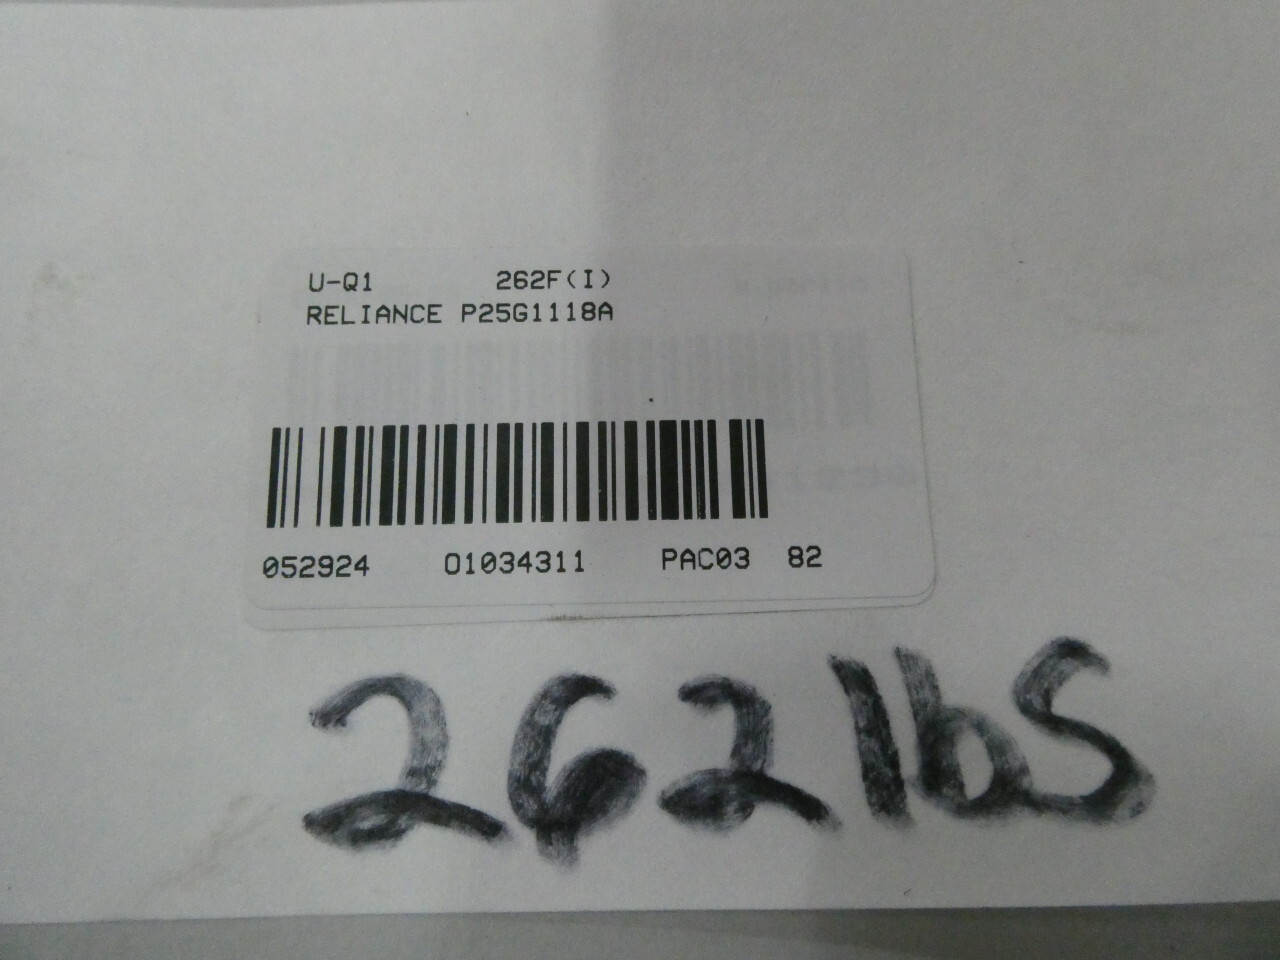 U-Q1 262F(I)
RELIANCE P25G1118A
052924 01034311 PAC03 82
262lbs